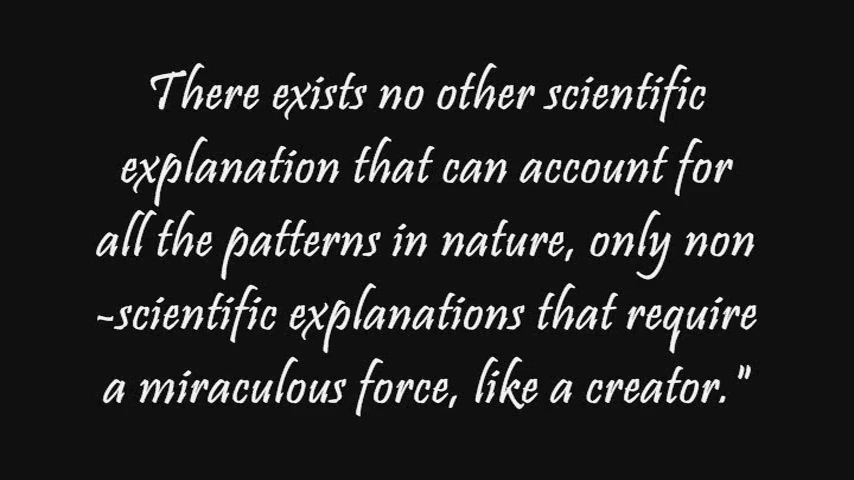 There exists no other scientific
explanation that can account for
all the patterns in nature, only non
-scientific explanations that require
a miraculous force, like a creator."